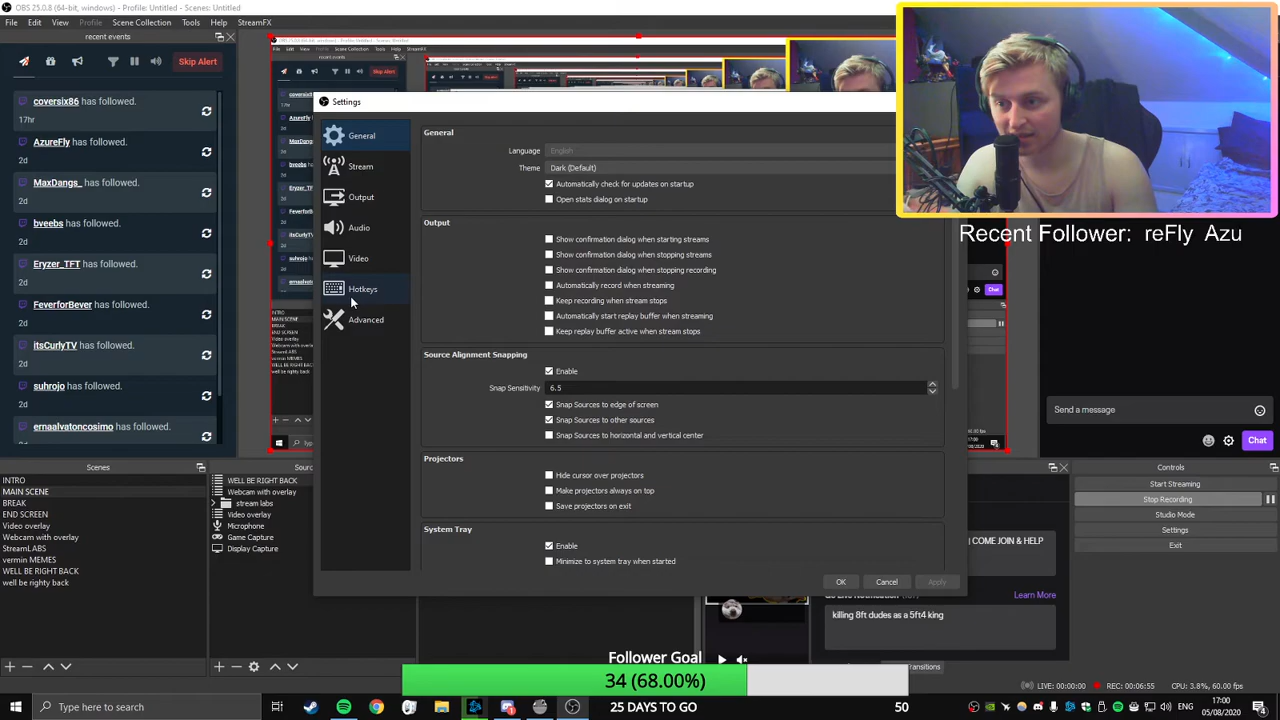 OBS 25.0.8 (64-bit, windows) - Profile: Untitled - Scenes: Untitled
File Edit View Profile Scene Collection Tools Help StreamFX
recent events
Skip Alert
corarsix86 has followed.
17hr
AzureFly has followed.
2d
MaxDangs_ has followed.
2d
bveebs has followed.
2d
Eryzer_TFT has followed.
2d
FeverforBever has followed.
2d
itsCurlyTV has followed.
2d
suhrojo has followed.
2d
ernalvatoncosimo has followed.
2d
Settings
General
Stream
Output
Audio
Video
Hotkeys
Advanced
General
Language English
Theme Dark (Default)
Automatically check for updates on startup
Open stats dialog on startup
Output
Show confirmation dialog when starting streams
Show confirmation dialog when stopping streams
Show confirmation dialog when stopping recording
Automatically record when streaming
Keep recording when stream stops
Automatically start replay buffer when streaming
Keep replay buffer active when stream stops
Source Alignment Snapping
Enable
Snap Sensitivity 6.5
Snap Sources to edge of screen
Snap Sources to other sources
Snap Sources to horizontal and vertical center
Projectors
Hide cursor over projectors
Make projectors always on top
Save projectors on exit
System Tray
Enable
Minimize to system tray when started
OK Cancel Apply
Recent Follower: reFly Azu
Send a message
Chat
Scenes
INTRO
MAIN SCENE
BREAK
END SCREEN
Video overlay
Webcam with overlay
StreamLABS
vermin MEMES
WELL BE RIGHT BACK
well be righty back
WELL BE RIGHT BACK
Webcam with overlay
stream labs
Video overlay
Microphone
Game Capture
Display Capture
Controls
Start Streaming
Stop Recording
Studio Mode
Settings
Exit
COME JOIN & HELP
Learn More
killing 8ft dudes as a 5ft4 king
LIVE: 00:00:00 REC: 00:06:55 CPU: 3.8%, 60.00 fps
Follower Goal
34 (68.00%)
25 DAYS TO GO 50
Type here to search
17:00
05/08/2020